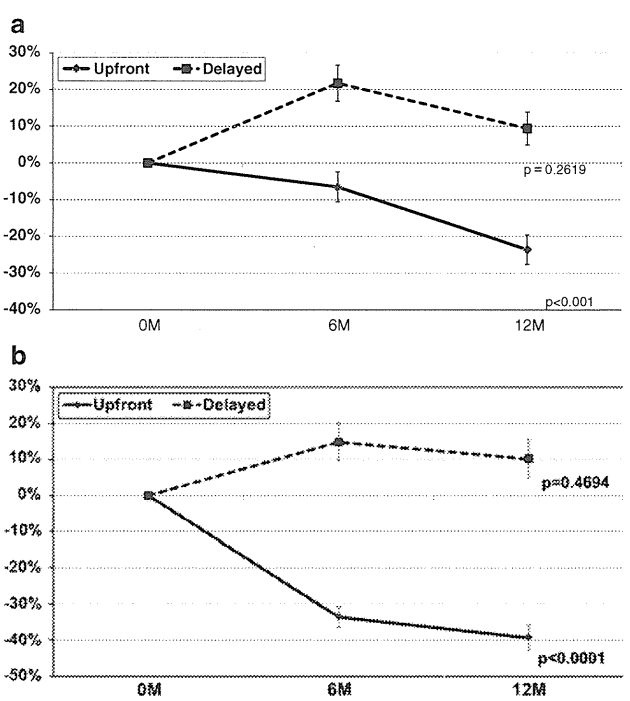 a
30%
Upfront Delayed
20%
10%
0%
p = 0.2619
-10%
-20%
-30%
p<0.001
-40%
0M 6M 12M
b
30%
Upfront Delayed
20%
10%
p=0.4694
0%
-10%
-20%
-30%
-40%
p<0.0001
-50%
0M 6M 12M